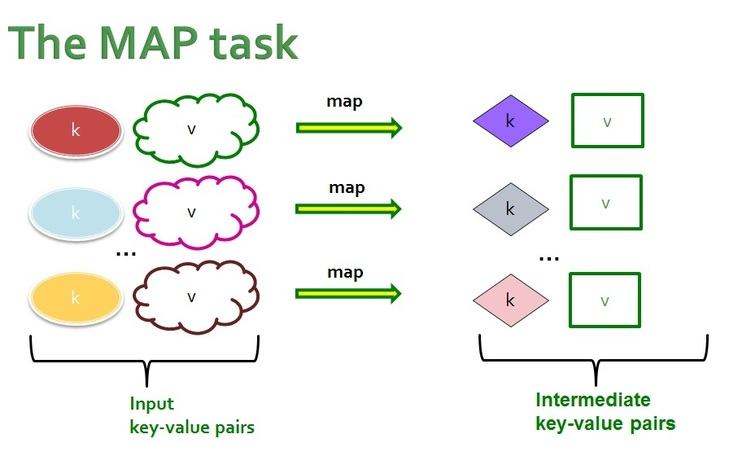 The MAP task
k v map k v
k v map k v
... ...
k v map k v
Input
key-value pairs
Intermediate
key-value pairs